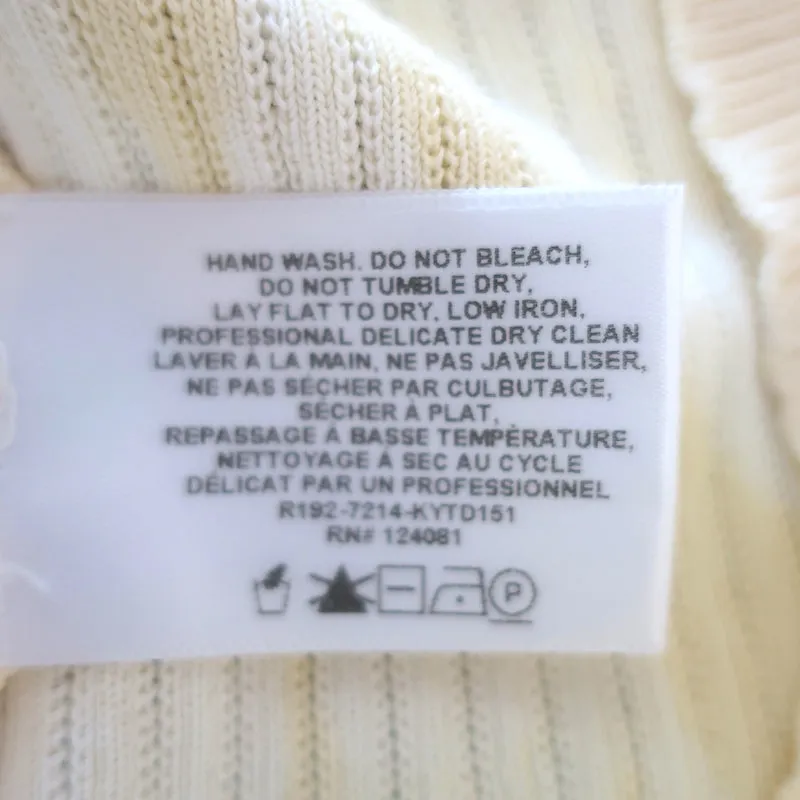 HAND WASH. DO NOT BLEACH,
DO NOT TUMBLE DRY,
LAY FLAT TO DRY, LOW IRON,
PROFESSIONAL DELICATE DRY CLEAN
LAVER À LA MAIN, NE PAS JAVELLISER,
NE PAS SÉCHER PAR CULBUTAGE,
SÉCHER À PLAT,
REPASSAGE À BASSE TEMPÉRATURE,
NETTOYAGE À SEC AU CYCLE
DÉLICAT PAR UN PROFESSIONNEL
R192-7214-KYTD151
RN# 124081
P